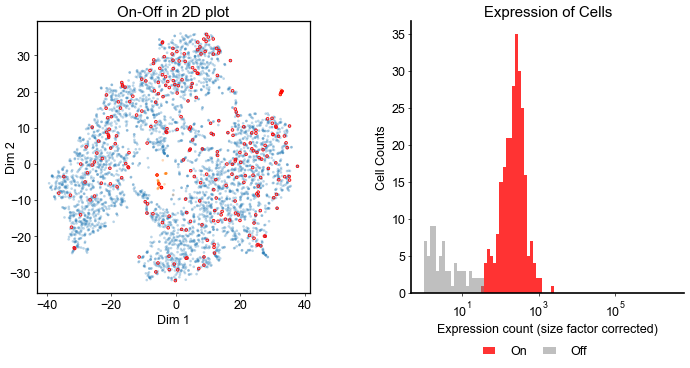 On-Off in 2D plot
Dim 2
30
20
10
0
−10
−20
−30
−40 −20 0 20 40
Dim 1
Expression of Cells
Cell Counts
35
30
25
20
15
10
5
0
10¹ 10³ 10⁵
Expression count (size factor corrected)
On Off